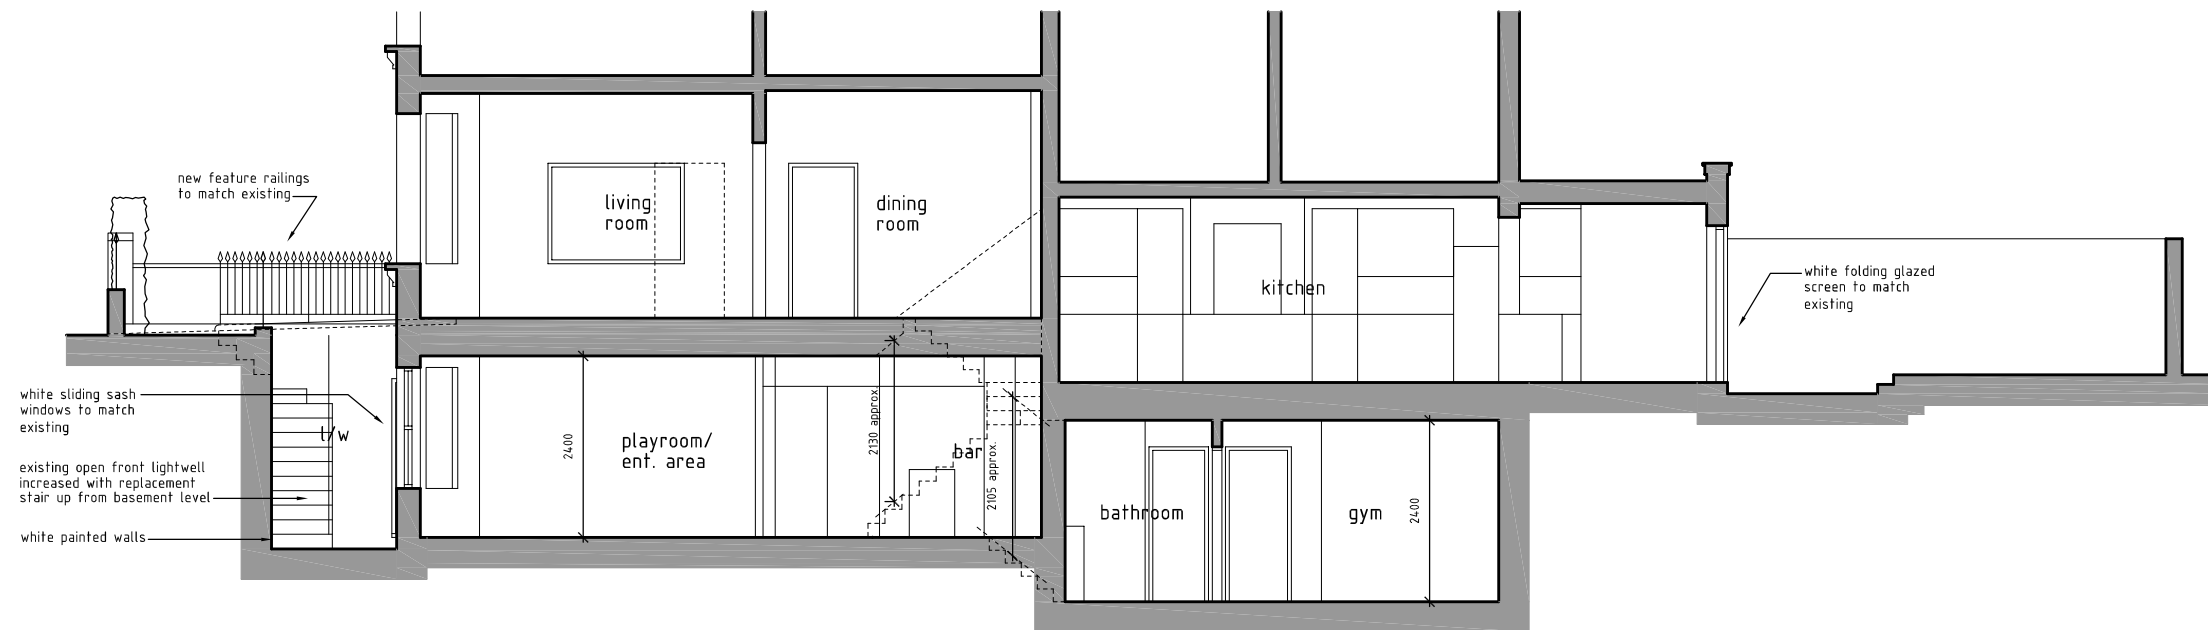 new feature railings
to match existing
living
room
dining
room
kitchen
white folding glazed
screen to match
existing
white sliding sash
windows to match
existing
l/w
existing open front lightwell
increased with replacement
stair up from basement level
white painted walls
2400
playroom/
ent. area
2130 approx.
bar
2105 approx.
bathroom
gym
2400